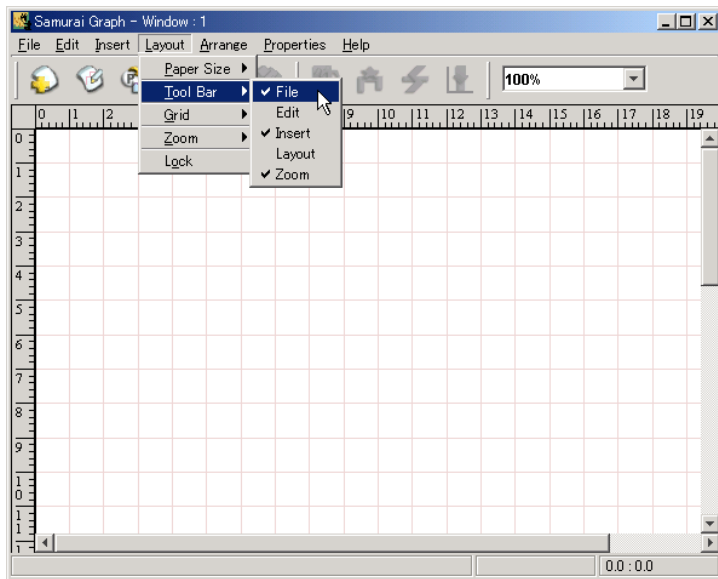 Samurai Graph - Window : 1
File Edit Insert Layout Arrange Properties Help
Paper Size
100%
Tool Bar
File
Grid
Edit
Zoom
Insert
Lock
Layout
Zoom
0 1 2 9 10 11 12 13 14 15 16 17 18 19
0
1
2
3
4
5
6
7
8
9
10
11
0.0 : 0.0